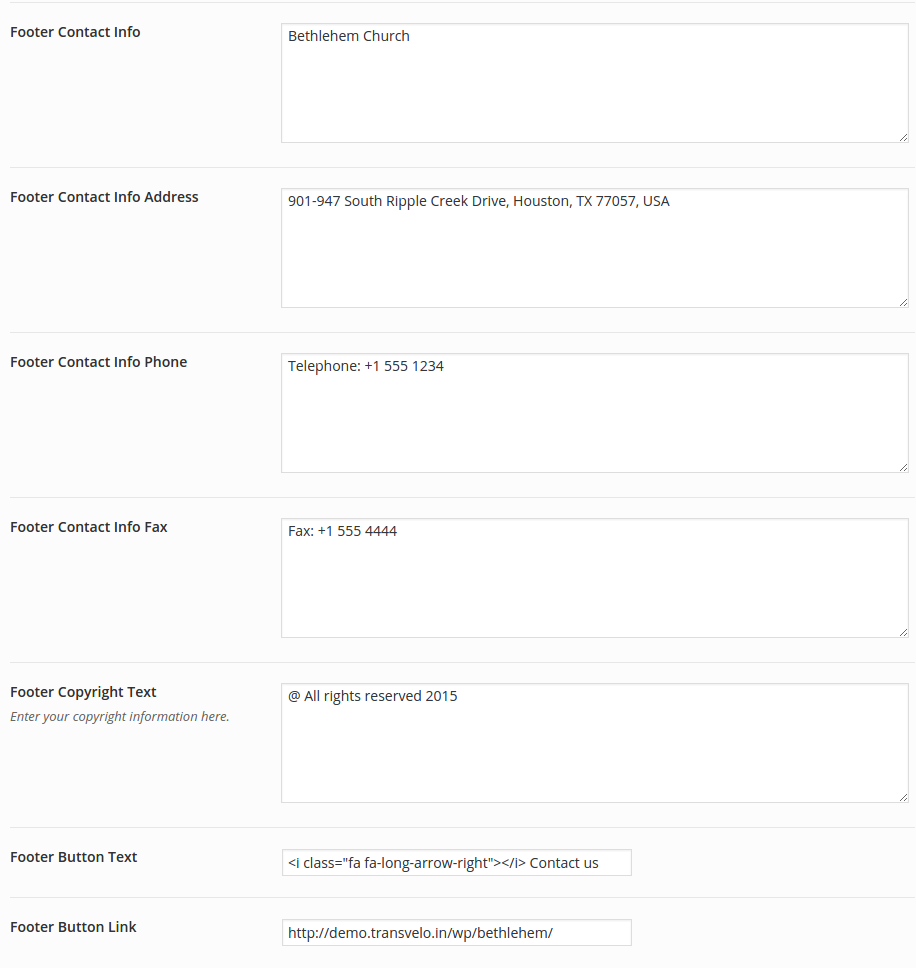 Footer Contact Info
Bethlehem Church
Footer Contact Info Address
901-947 South Ripple Creek Drive, Houston, TX 77057, USA
Footer Contact Info Phone
Telephone: +1 555 1234
Footer Contact Info Fax
Fax: +1 555 4444
Footer Copyright Text
Enter your copyright information here.
@ All rights reserved 2015
Footer Button Text
<i class="fa fa-long-arrow-right"></i> Contact us
Footer Button Link
http://demo.transvelo.in/wp/bethlehem/